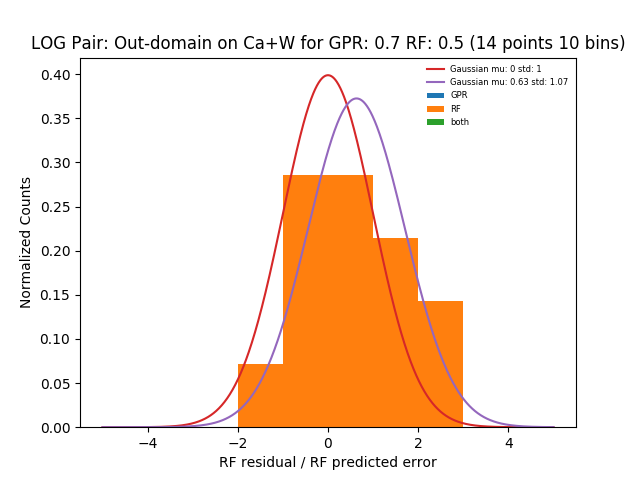 LOG Pair: Out-domain on Ca+W for GPR: 0.7 RF: 0.5 (14 points 10 bins)
Gaussian mu: 0 std: 1
Gaussian mu: 0.63 std: 1.07
GPR
RF
both
Normalized Counts
0.40
0.35
0.30
0.25
0.20
0.15
0.10
0.05
0.00
−4 −2 0 2 4
RF residual / RF predicted error